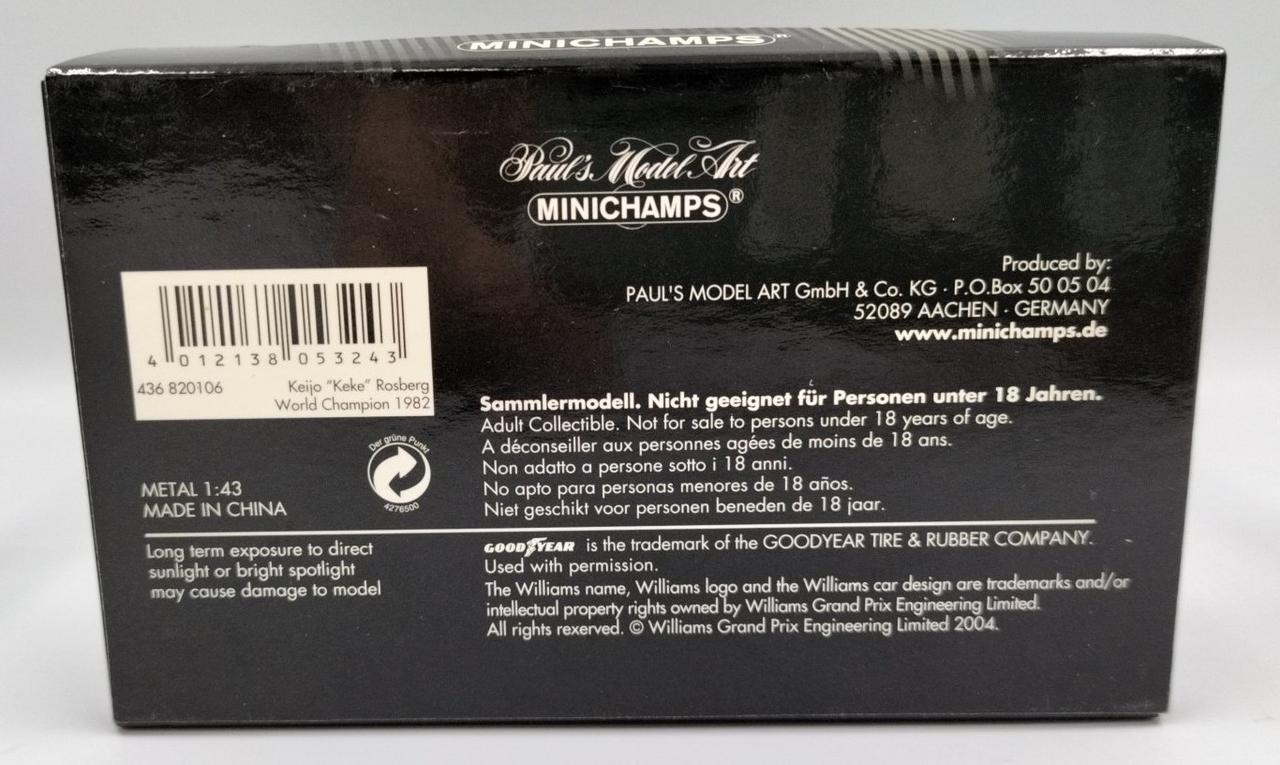 MINICHAMPS®
Paul's Model Art
MINICHAMPS®
Produced by:
PAUL'S MODEL ART GmbH & Co. KG · P.O.Box 50 05 04
52089 AACHEN · GERMANY
www.minichamps.de
4 012138 053243
436 820106 Keijo "Keke" Rosberg
World Champion 1982
Der grüne Punkt
4276500
METAL 1:43
MADE IN CHINA
Sammlermodell. Nicht geeignet für Personen unter 18 Jahren.
Adult Collectible. Not for sale to persons under 18 years of age.
A déconseiller aux personnes agées de moins de 18 ans.
Non adatto a persone sotto i 18 anni.
No apto para personas menores de 18 años.
Niet geschikt voor personen beneden de 18 jaar.
Long term exposure to direct
sunlight or bright spotlight
may cause damage to model
GOODYEAR is the trademark of the GOODYEAR TIRE & RUBBER COMPANY.
Used with permission.
The Williams name, Williams logo and the Williams car design are trademarks and/or
intellectual property rights owned by Williams Grand Prix Engineering Limited.
All rights reserved. © Williams Grand Prix Engineering Limited 2004.